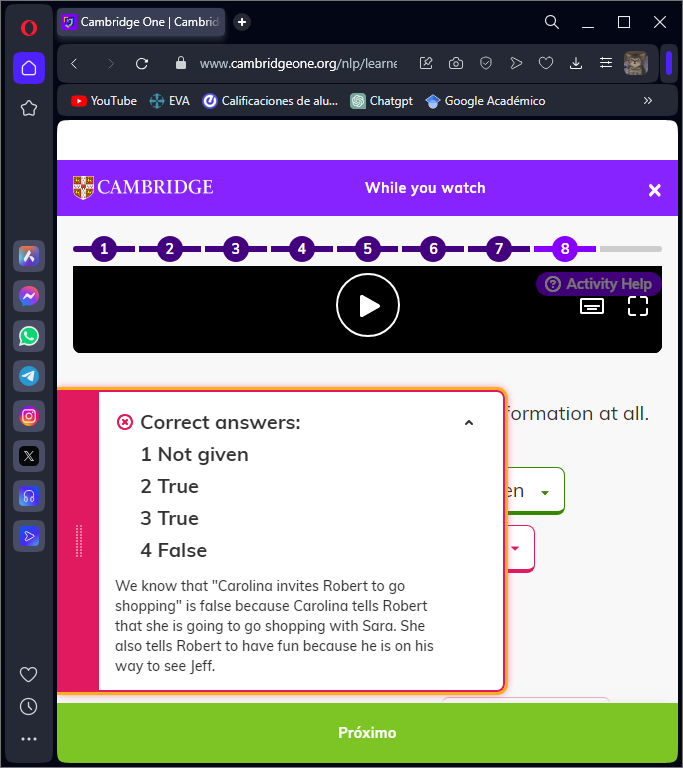 Cambridge One | Cambrid
www.cambridgeone.org/nlp/learne
YouTube
EVA
Calificaciones de alu...
Chatgpt
Google Académico
CAMBRIDGE
While you watch
1 2 3 4 5 6 7 8
Activity Help
formation at all.
Correct answers:
1 Not given
2 True
3 True
4 False
en
We know that "Carolina invites Robert to go
shopping" is false because Carolina tells Robert
that she is going to go shopping with Sara. She
also tells Robert to have fun because he is on his
way to see Jeff.
Próximo